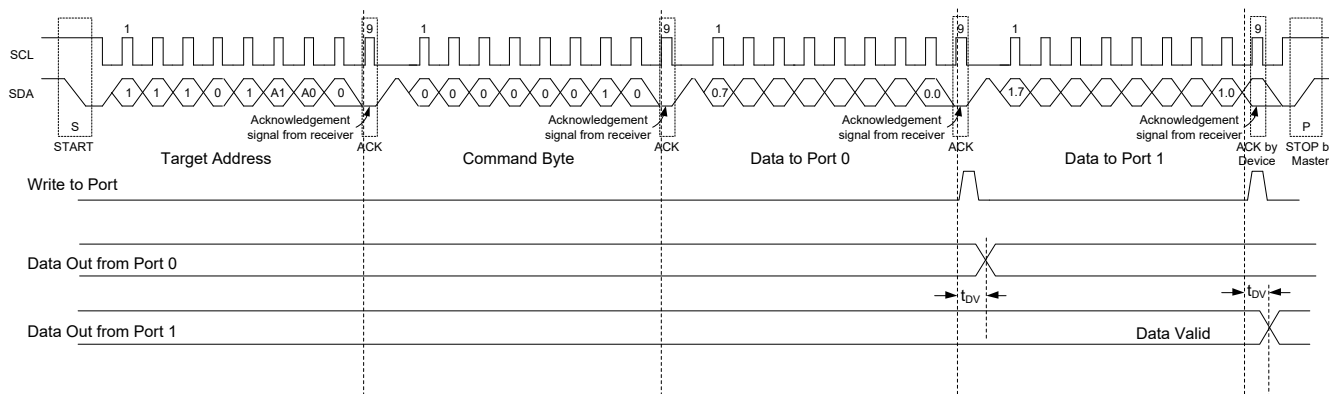 1 9 1 9 1 9 1 9
SCL
SDA 1 1 1 0 1 A1 A0 0 0 0 0 0 0 0 1 0 0.7 0.0 1.7 1.0
Acknowledgement signal from receiver
Acknowledgement signal from receiver
Acknowledgement signal from receiver
Acknowledgement signal from receiver
S
START
ACK
ACK
ACK
ACK by
Device
P
STOP b
Master
Target Address
Command Byte
Data to Port 0
Data to Port 1
Write to Port
Data Out from Port 0
tDV
tDV
Data Out from Port 1
Data Valid